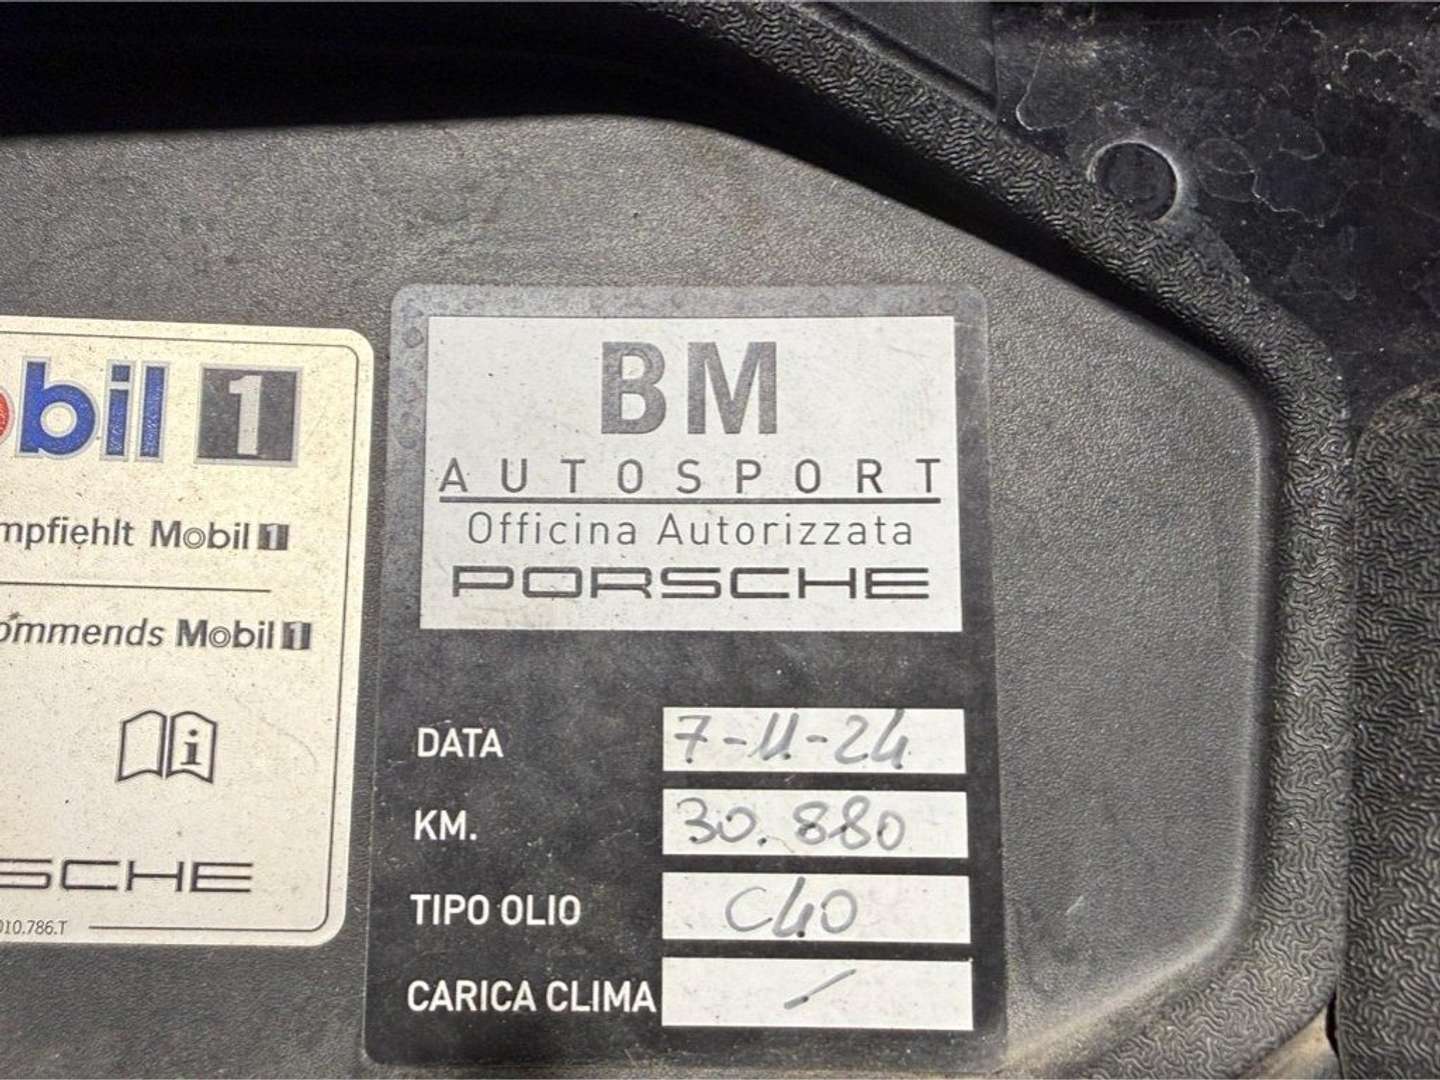 bil 1
mpfiehlt Mobil 1
ommends Mobil 1
i
SCHE
010.786.T
BM
AUTOSPORT
Officina Autorizzata
PORSCHE
DATA 7-11-24
KM. 30.880
TIPO OLIO C40
CARICA CLIMA /